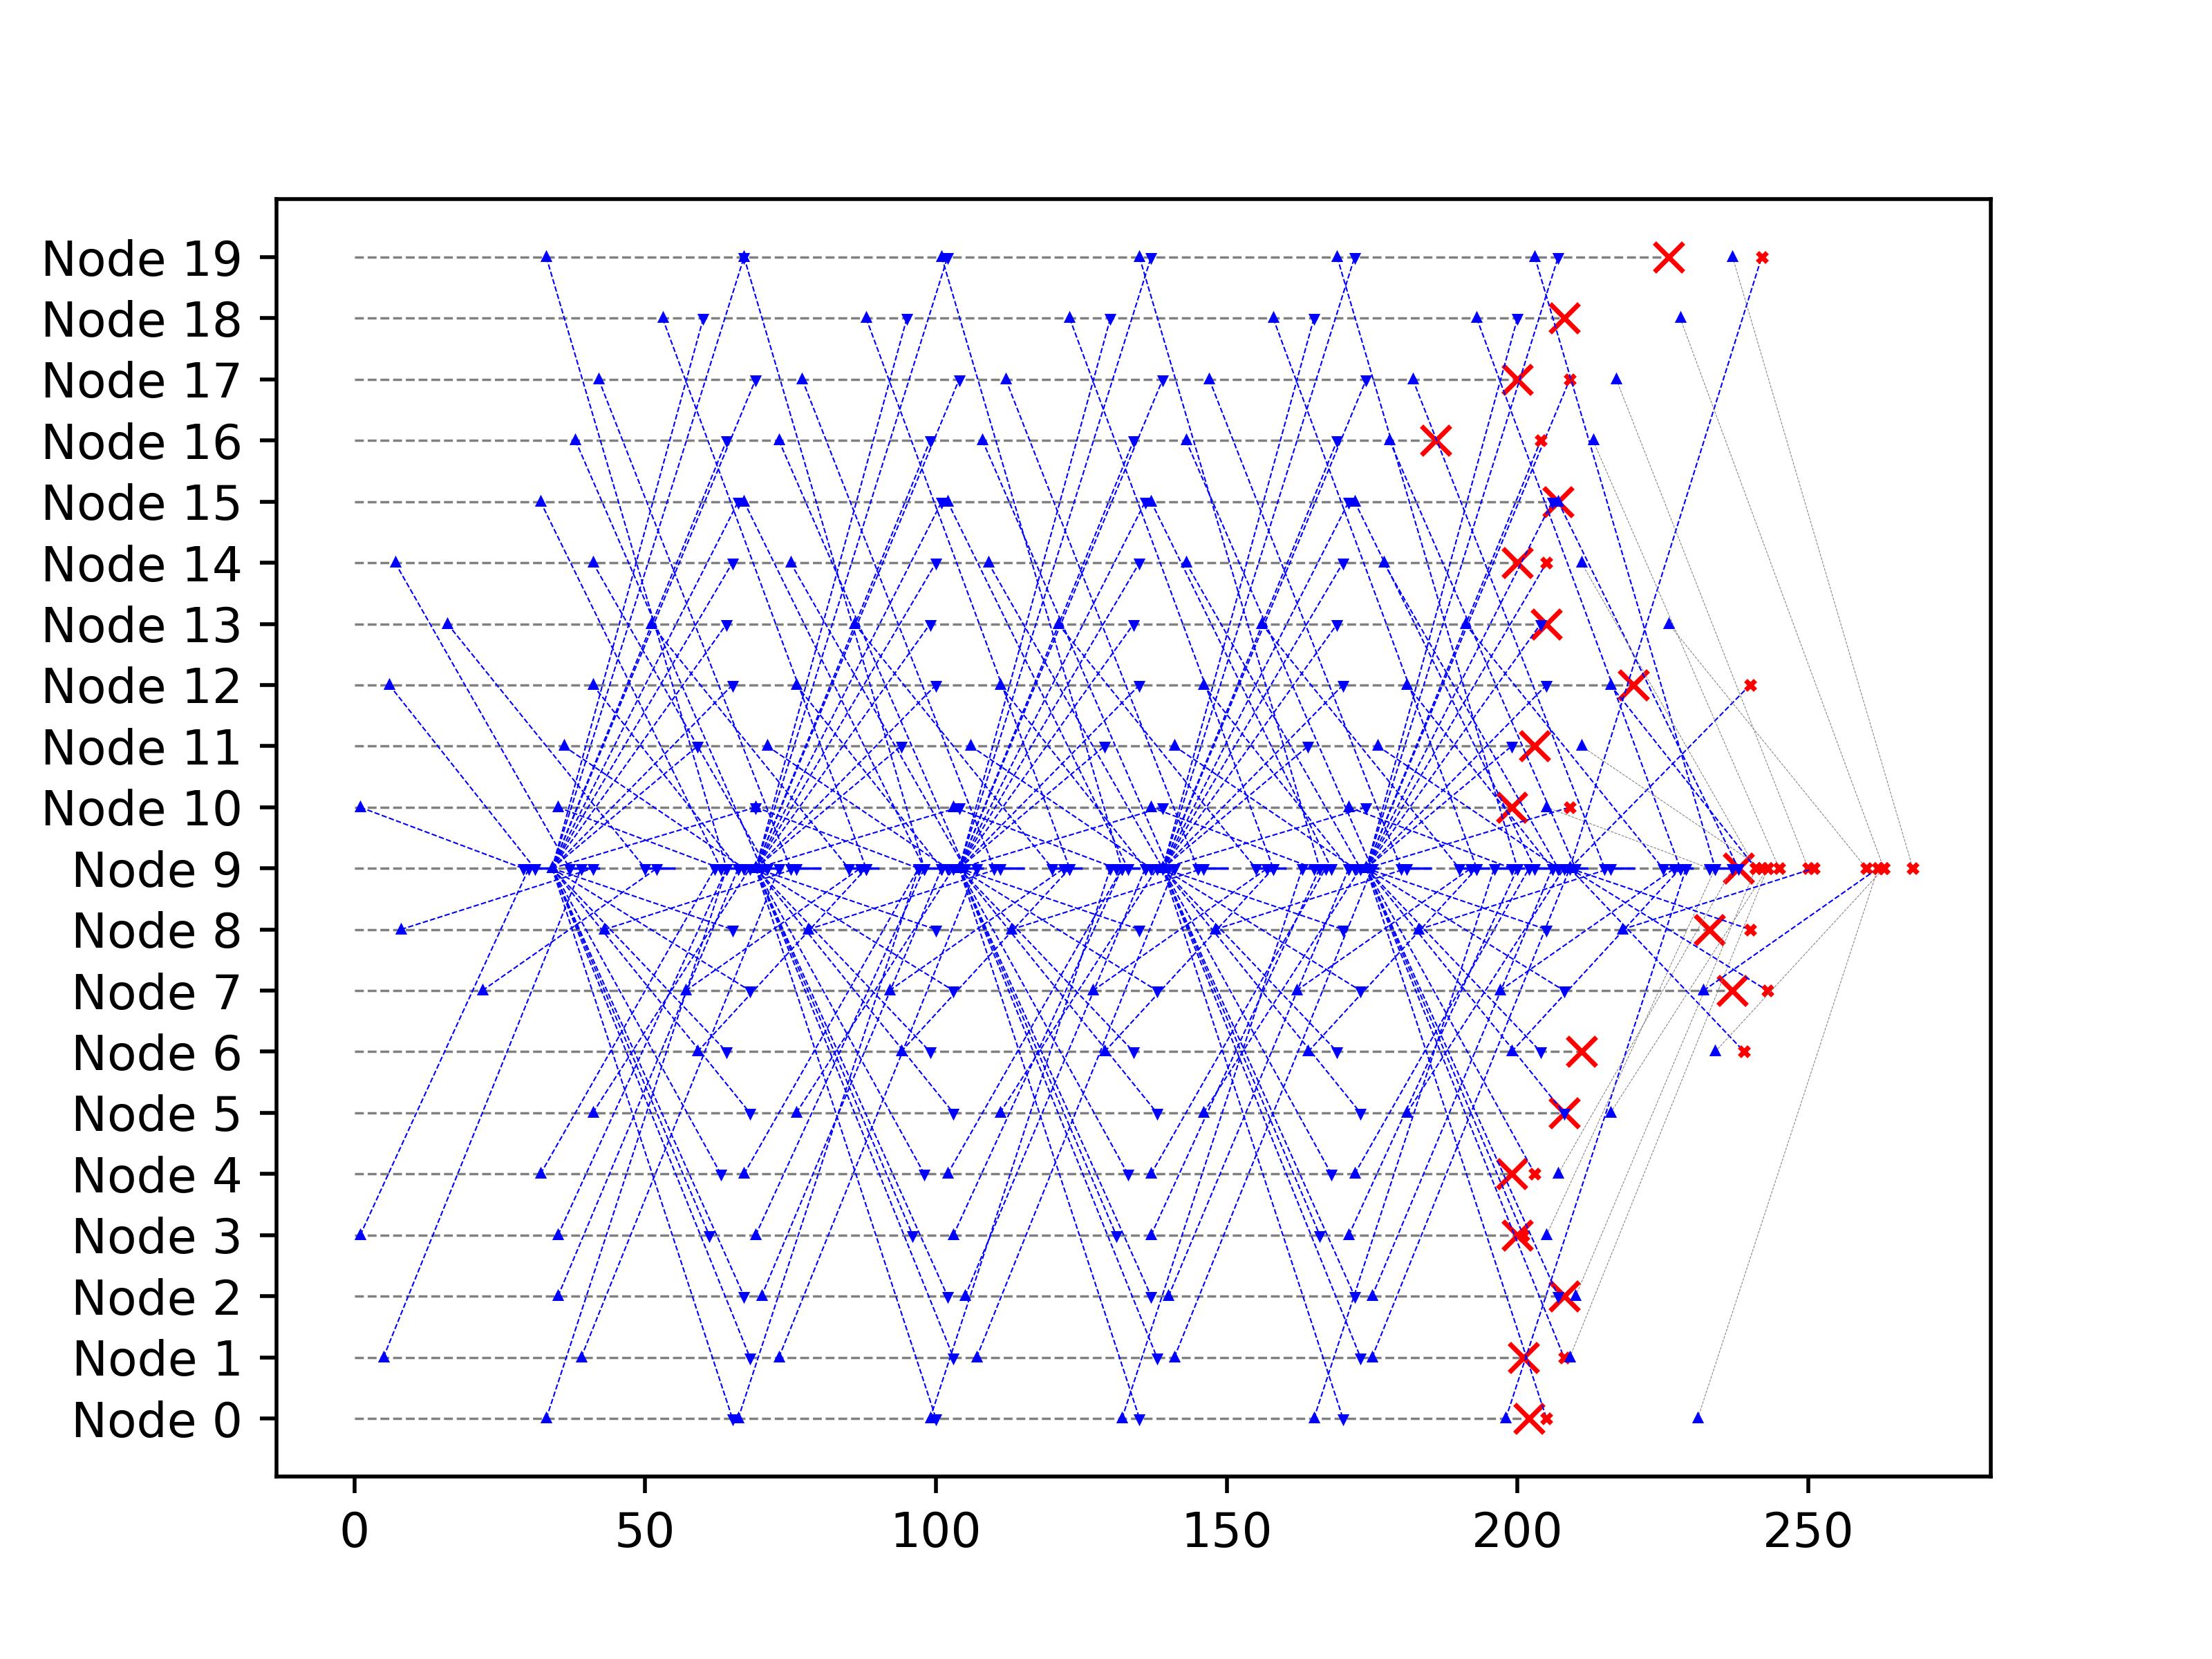 Node 19
Node 18
Node 17
Node 16
Node 15
Node 14
Node 13
Node 12
Node 11
Node 10
Node 9
Node 8
Node 7
Node 6
Node 5
Node 4
Node 3
Node 2
Node 1
Node 0
0 50 100 150 200 250